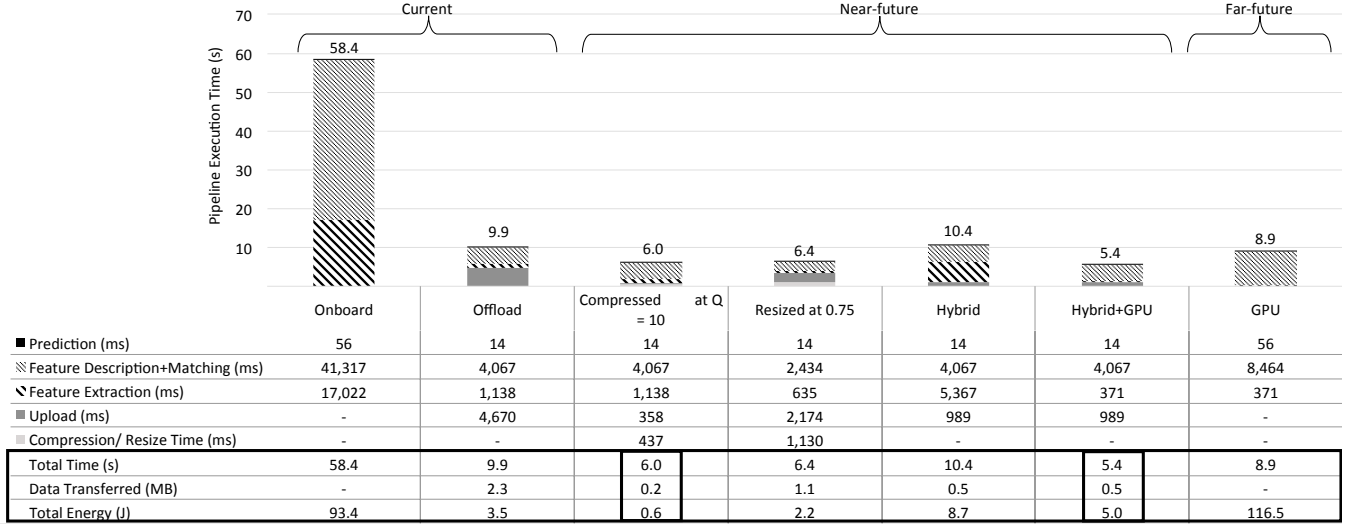 Current Near-future Far-future
Pipeline Execution Time (s)
70
60
50
40
30
20
10
58.4
9.9
6.0
6.4
10.4
5.4
8.9
Onboard Offload Compressed at Q = 10 Resized at 0.75 Hybrid Hybrid+GPU GPU
Prediction (ms) 56 14 14 14 14 14 56
Feature Description+Matching (ms) 41,317 4,067 4,067 2,434 4,067 4,067 8,464
Feature Extraction (ms) 17,022 1,138 1,138 635 5,367 371 371
Upload (ms) - 4,670 358 2,174 989 989 -
Compression/ Resize Time (ms) - - 437 1,130 - - -
Total Time (s) 58.4 9.9 6.0 6.4 10.4 5.4 8.9
Data Transferred (MB) - 2.3 0.2 1.1 0.5 0.5 -
Total Energy (J) 93.4 3.5 0.6 2.2 8.7 5.0 116.5